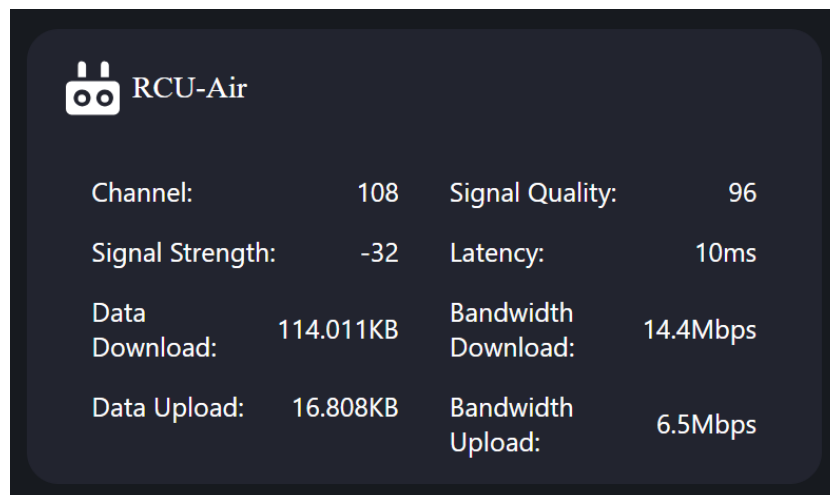 RCU-Air
Channel: 108 Signal Quality: 96
Signal Strength: -32 Latency: 10ms
Data Download: 114.011KB Bandwidth Download: 14.4Mbps
Data Upload: 16.808KB Bandwidth Upload: 6.5Mbps